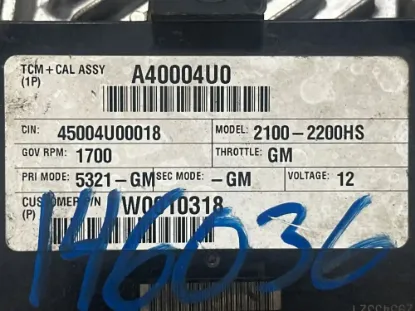 TCM + CAL ASSY (1P) A40004U0
CIN: 45004U00018 MODEL: 2100-2200HS
GOV RPM: 1700 THROTTLE: GM
PRI MODE: 5321-GM SEC MODE: -GM VOLTAGE: 12
CUSTOMER P/N (P) W0010318
146036